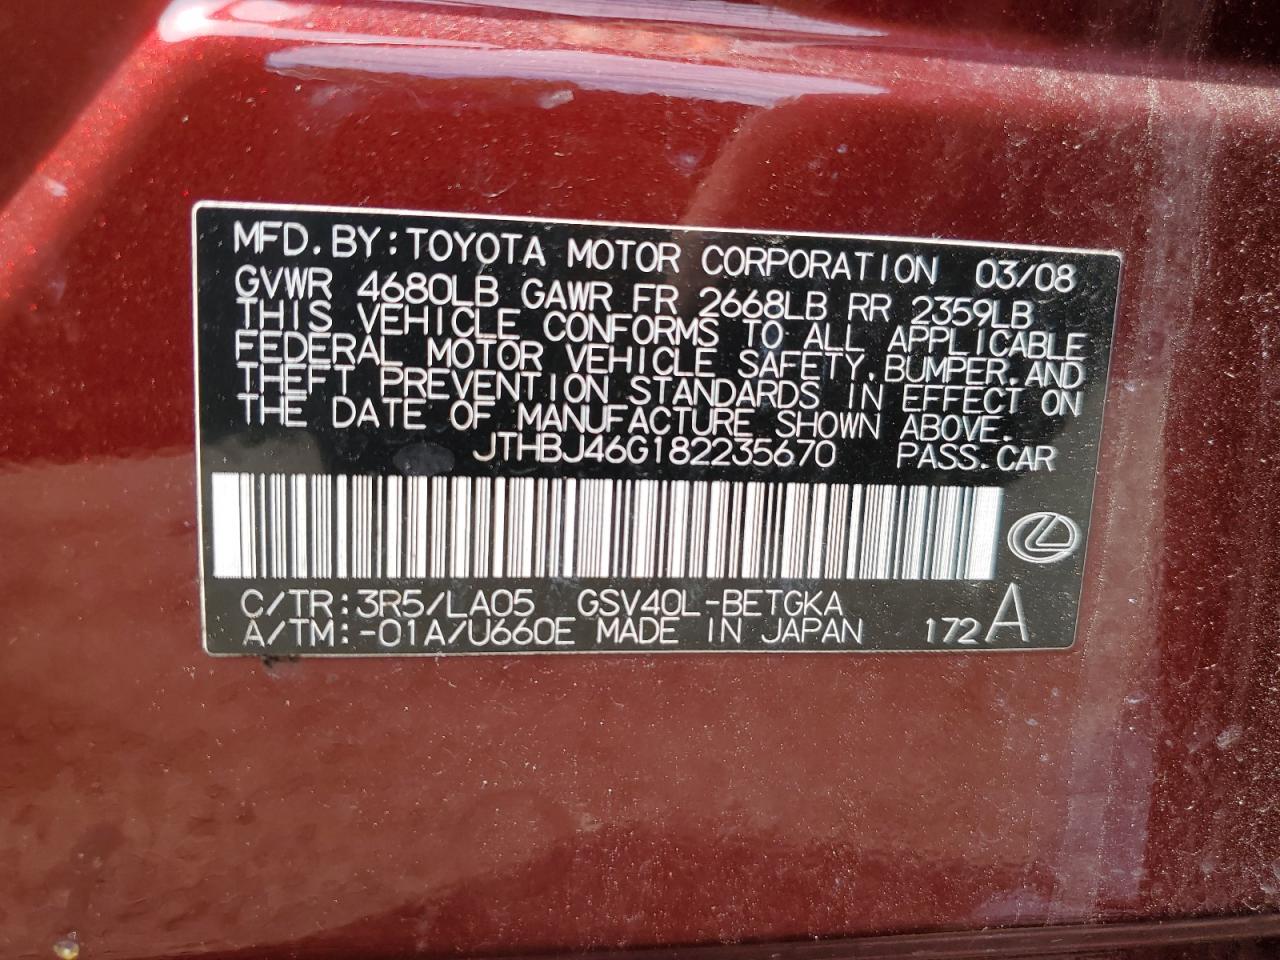 MFD.BY:TOYOTA MOTOR CORPORATION 03/08
GVWR 4680LB GAWR FR 2668LB RR 2359LB
THIS VEHICLE CONFORMS TO ALL APPLICABLE
FEDERAL MOTOR VEHICLE SAFETY,BUMPER,AND
THEFT PREVENTION STANDARDS IN EFFECT ON
THE DATE OF MANUFACTURE SHOWN ABOVE.
JTHBJ46G182235670 PASS.CAR
C/TR:3R5/LA05 GSV40L-BETGKA
A/TM:-01A/U660E MADE IN JAPAN 172A